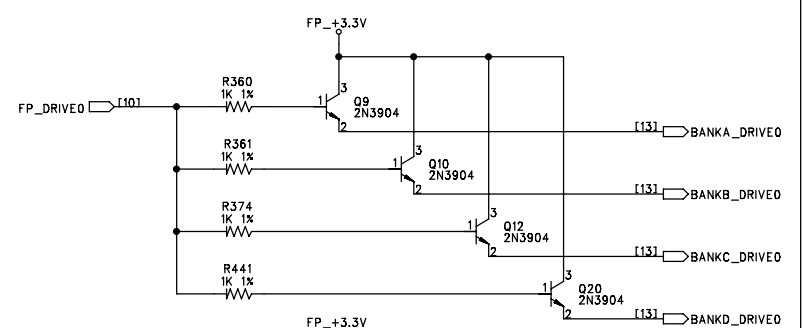 FP_+3.3V
R360
1K 1%
FP_DRIVE0
[10]
1
3
2
Q9
2N3904
[13]
BANKA_DRIVE0
R361
1K 1%
1
3
2
Q10
2N3904
[13]
BANKB_DRIVE0
R374
1K 1%
1
3
2
Q12
2N3904
[13]
BANKC_DRIVE0
R441
1K 1%
1
3
2
Q20
2N3904
[13]
BANKD_DRIVE0
FP_+3.3V